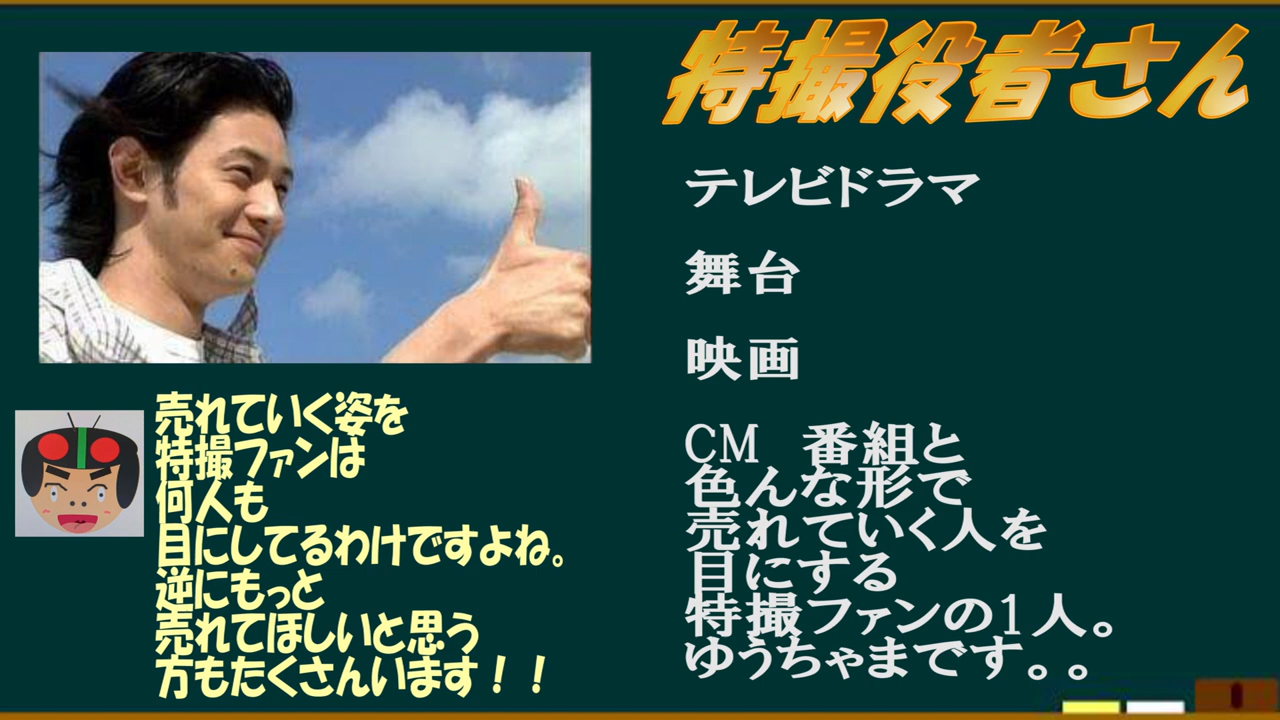 特撮役者さん
テレビドラマ
舞台
映画
CM 番組と
色んな形で
売れていく人を
目にする
特撮ファンの1人。
ゆうちゃまです。。
売れていく姿を
特撮ファンは
何人も
目にしてるわけですよね。
逆にもっと
売れてほしいと思う
方もたくさんいます！！